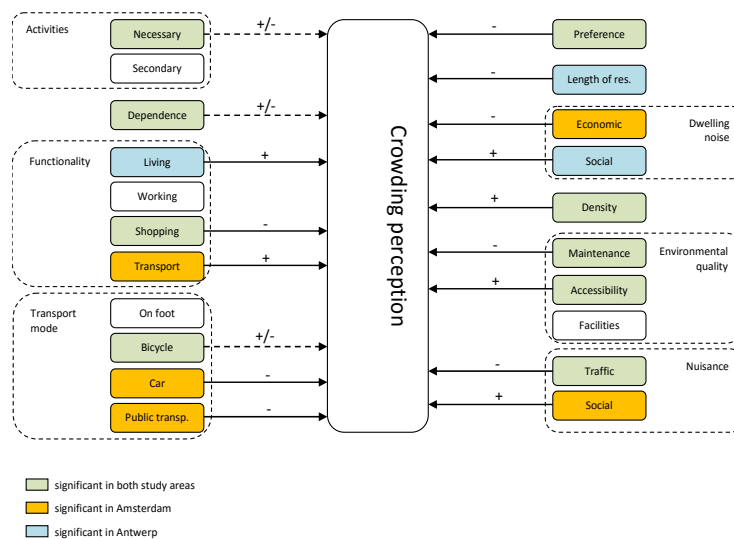 Activities
Necessary
+/-
Secondary
Dependence
+/-
Functionality
Living
+
Working
Shopping
-
Transport
+
Transport
mode
On foot
Bicycle
+/-
Car
-
Public transp.
-
Crowding perception
-
Preference
-
Length of res.
-
Economic
Dwelling
noise
+
Social
+
Density
-
Maintenance
Environmental
quality
+
Accessibility
Facilities
-
Traffic
Nuisance
+
Social
significant in both study areas
significant in Amsterdam
significant in Antwerp